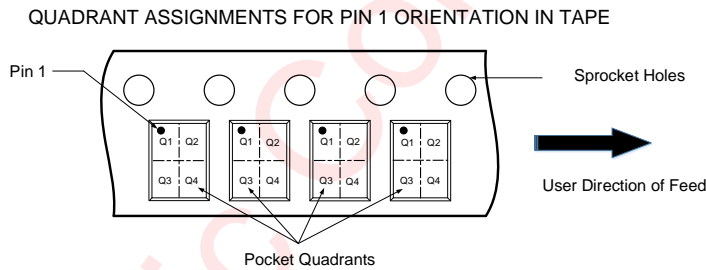 QUADRANT ASSIGNMENTS FOR PIN 1 ORIENTATION IN TAPE
Pin 1
Sprocket Holes
Q1 Q2 Q1 Q2 Q1 Q2 Q1 Q2
Q3 Q4 Q3 Q4 Q3 Q4 Q3 Q4
User Direction of Feed
Pocket Quadrants